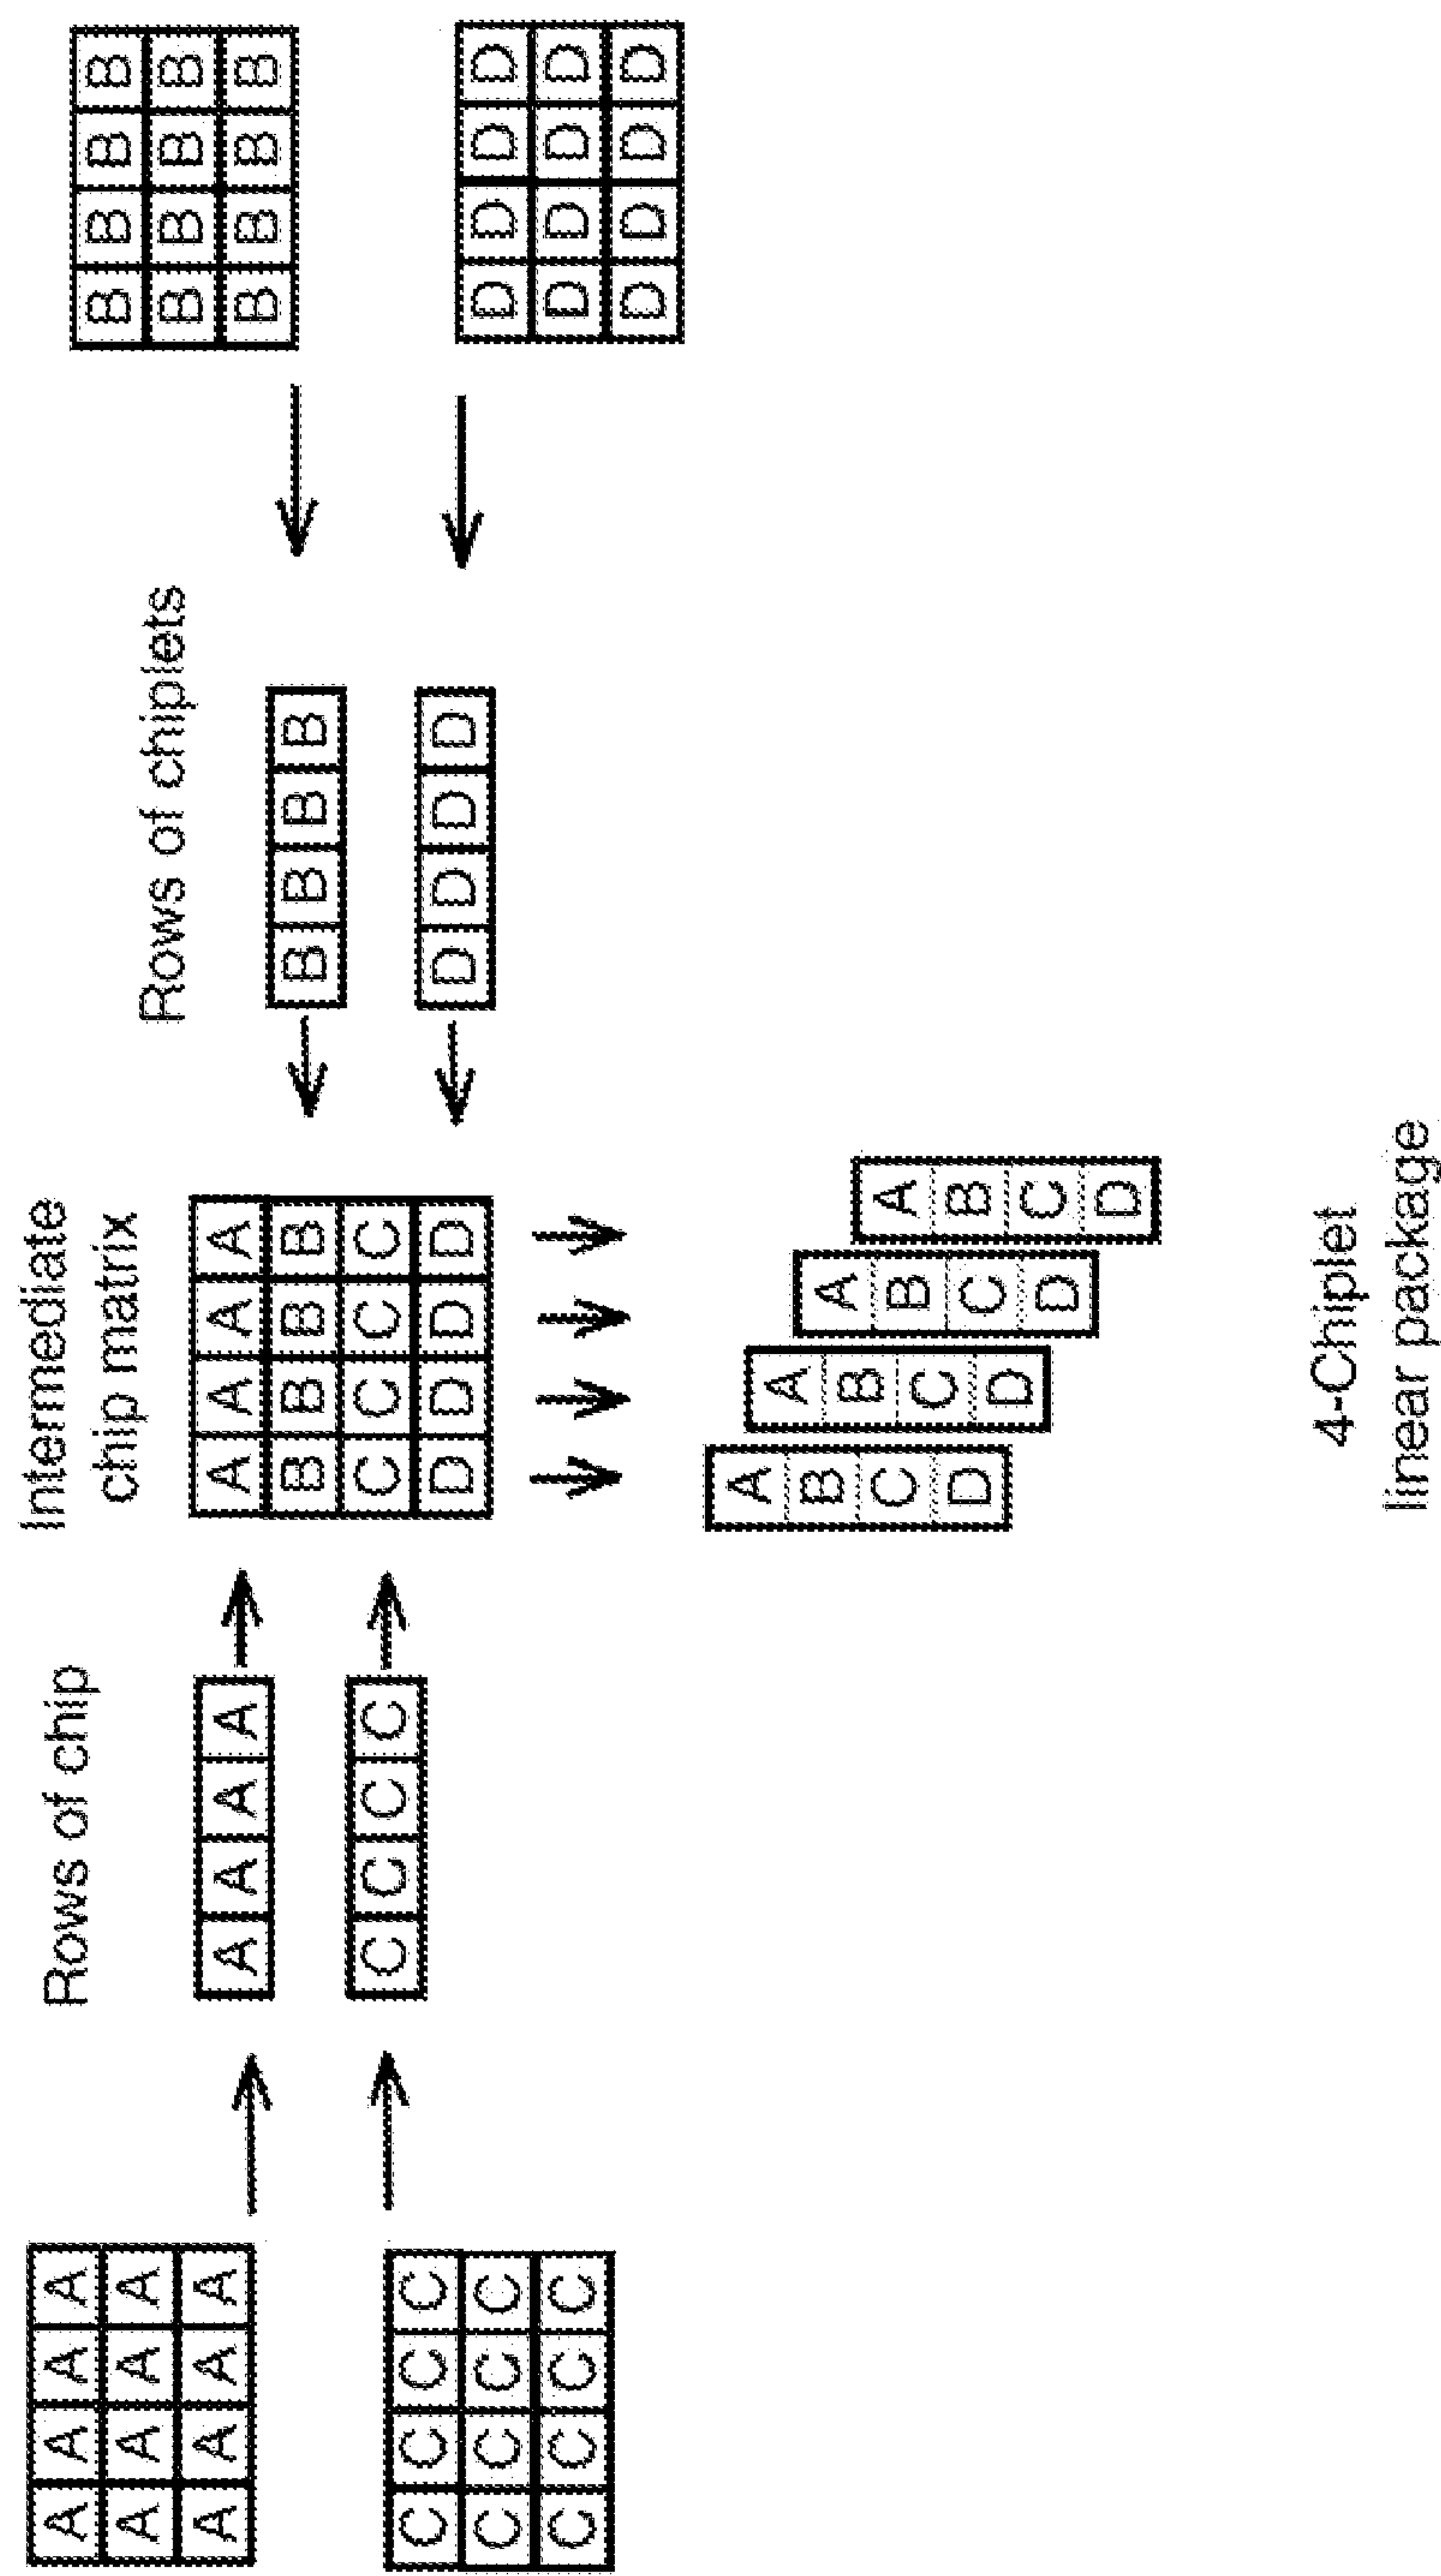 A A A A
A A A A
A A A A
C C C C
C C C C
C C C C
Rows of chip
A A A A
C C C C
Intermediate
chip matrix
A A A A
B B B B
C C C C
D D D D
Rows of chiplets
B B B B
D D D D
B B B B
B B B B
B B B B
D D D D
D D D D
D D D D
A
B
C
D
A
B
C
D
A
B
C
D
A
B
C
D
4-Chiplet
linear package